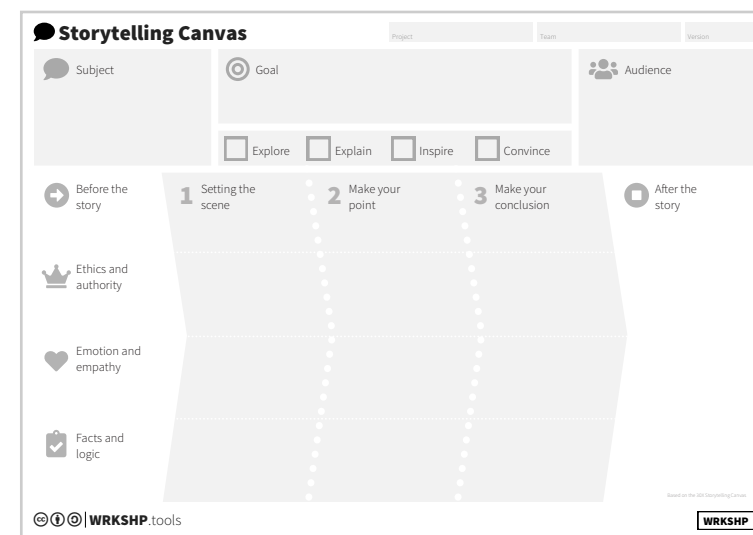 Storytelling Canvas
Project
Team
Version
Subject
Goal
Audience
Explore
Explain
Inspire
Convince
Before the
story
1 Setting the
scene
2 Make your
point
3 Make your
conclusion
After the
story
Ethics and
authority
Emotion and
empathy
Facts and
logic
WRKSHP.tools
WRKSHP